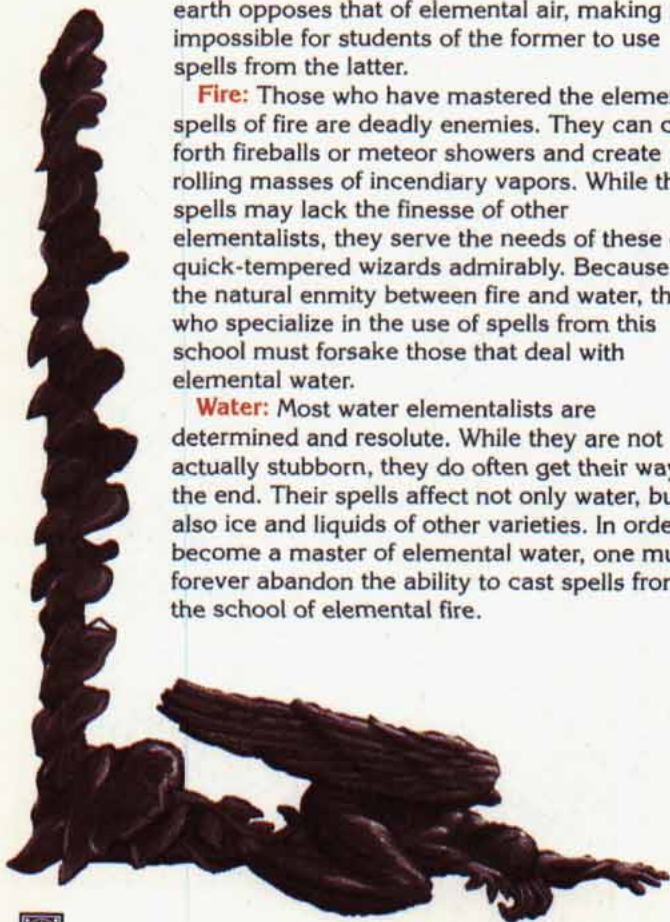 earth opposes that of elemental air, making
impossible for students of the former to use
spells from the latter.
Fire: Those who have mastered the eleme
spells of fire are deadly enemies. They can c
forth fireballs or meteor showers and create
rolling masses of incendiary vapors. While th
spells may lack the finesse of other
elementalists, they serve the needs of these
quick-tempered wizards admirably. Because
the natural enmity between fire and water, th
who specialize in the use of spells from this
school must forsake those that deal with
elemental water.
Water: Most water elementalists are
determined and resolute. While they are not
actually stubborn, they do often get their way
the end. Their spells affect not only water, bu
also ice and liquids of other varieties. In orde
become a master of elemental water, one mu
forever abandon the ability to cast spells from
the school of elemental fire.